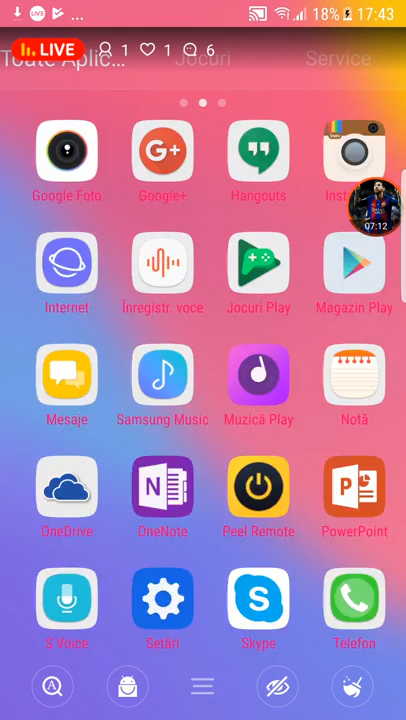 LIVE 18% 17:43
Toate Aplic... Jocuri Service
LIVE 1 1 6
Google Foto Google+ Hangouts Inst
07:12
Internet Înregistr. voce Jocuri Play Magazin Play
Mesaje Samsung Music Muzică Play Notă
OneDrive OneNote Peel Remote PowerPoint
S Voice Setări Skype Telefon